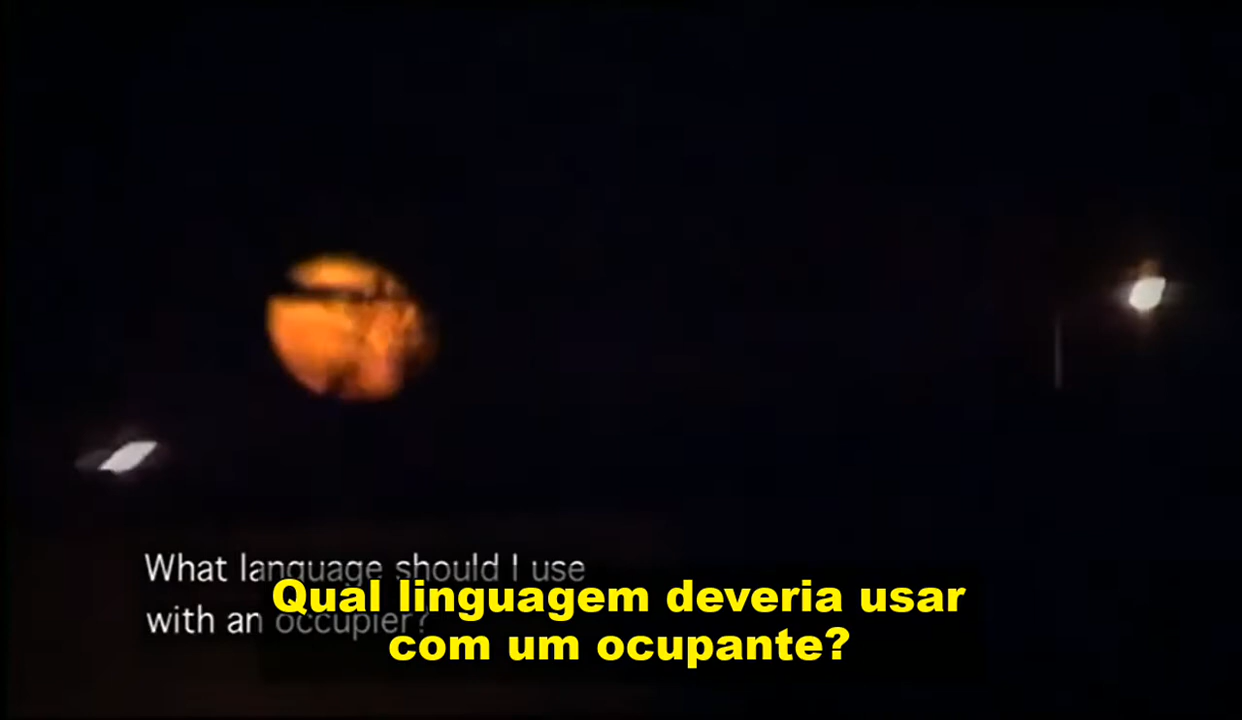 What language should I use
with an occupier?
Qual linguagem deveria usar
com um ocupante?